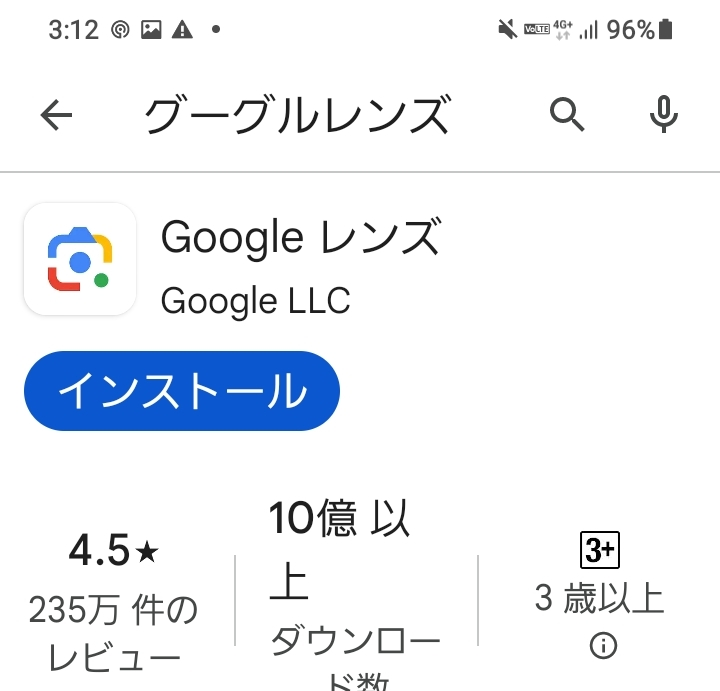 3:12 VoLTE 4G+ 96%
グーグルレンズ
Google レンズ
Google LLC
インストール
4.5★
235万 件の
レビュー
10億 以
上
ダウンロー
ド数
3+
3 歳以上